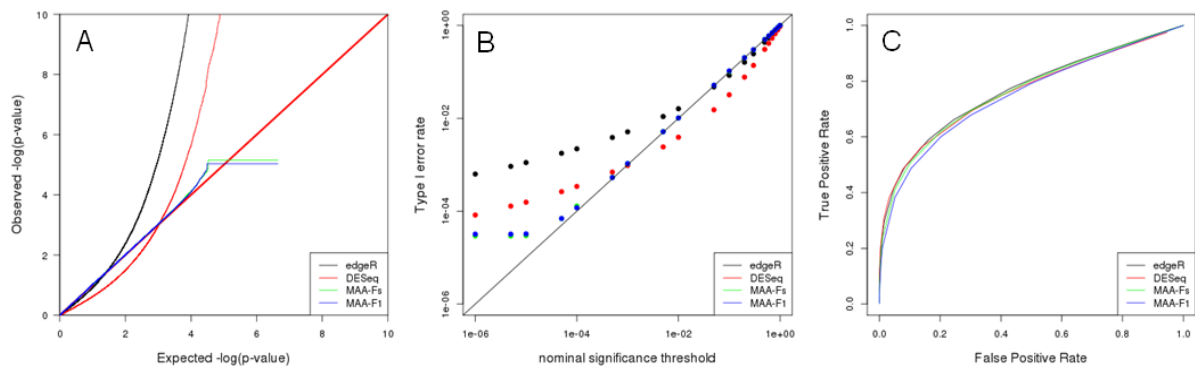 A
Observed -log(p-value)
10
8
6
4
2
0
0
2
4
6
8
10
Expected -log(p-value)
edgeR
DESeq
MAA-Fs
MAA-F1
B
Type I error rate
1e+00
1e-02
1e-04
1e-06
1e-06
1e-04
1e-02
1e+00
nominal significance threshold
edgeR
DESeq
MAA-Fs
MAA-F1
C
True Positive Rate
1.0
0.8
0.6
0.4
0.2
0.0
0.0
0.2
0.4
0.6
0.8
1.0
False Positive Rate
edgeR
DESeq
MAA-Fs
MAA-F1